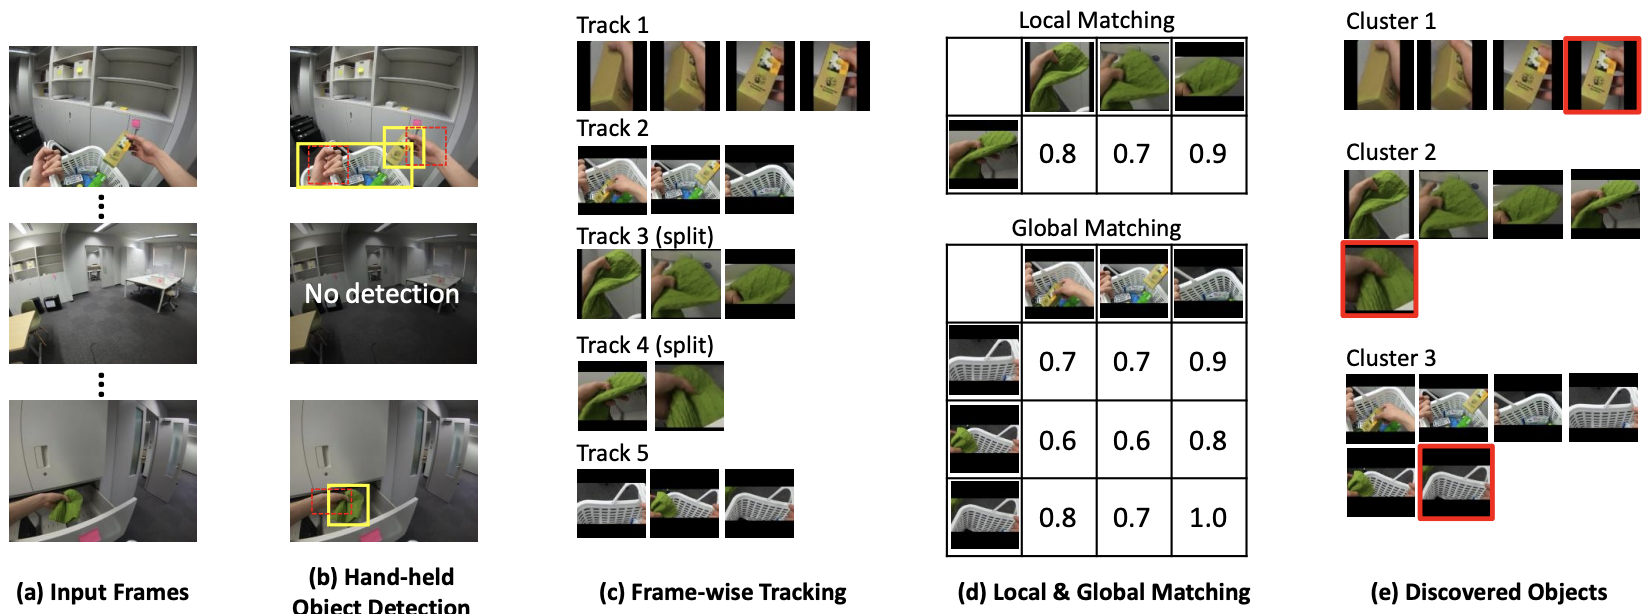 No detection
(a) Input Frames
(b) Hand-held
Object Detection
Track 1
Track 2
Track 3 (split)
Track 4 (split)
Track 5
(c) Frame-wise Tracking
Local Matching
0.8 0.7 0.9
Global Matching
0.7 0.7 0.9
0.6 0.6 0.8
0.8 0.7 1.0
(d) Local & Global Matching
Cluster 1
Cluster 2
Cluster 3
(e) Discovered Objects